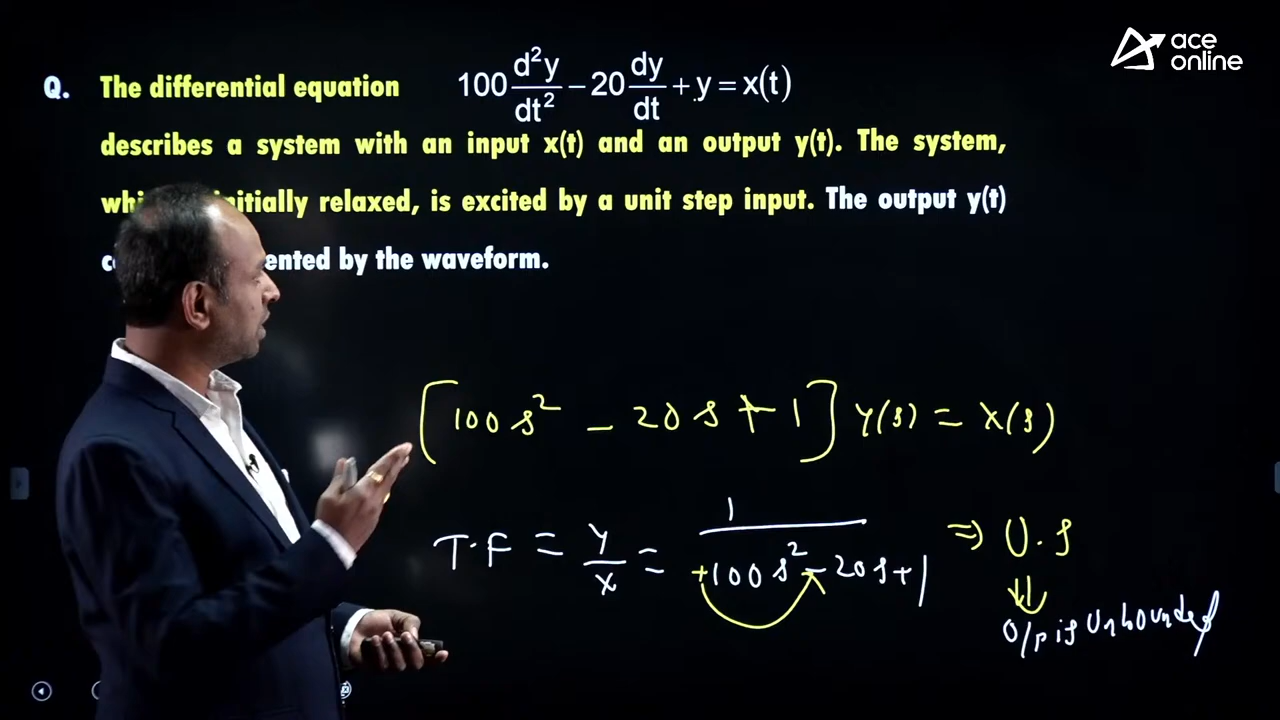 ace
online
Q. The differential equation 100 d²y/dt² − 20 dy/dt + y = x(t)
describes a system with an input x(t) and an output y(t). The system,
initially relaxed, is excited by a unit step input. The output y(t)
by the waveform.
[100s² − 20s + 1] Y(s) = X(s)
T.F = Y/X = 1/(+100s² − 20s + 1) ⇒ U.S
⇓
O/p is Unbounded